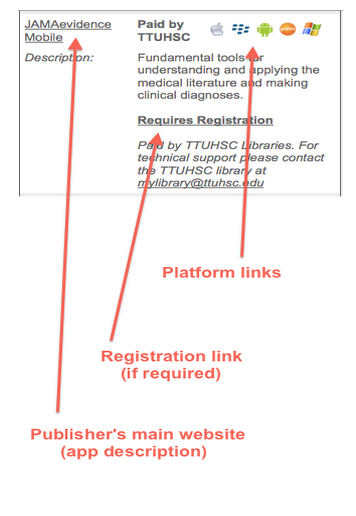 JAMAevidence Mobile
Paid by TTUHSC
Description:
Fundamental tools for
understanding and applying the
medical literature and making
clinical diagnoses.
Requires Registration
Paid by TTUHSC Libraries. For
technical support please contact
the TTUHSC library at
mylibrary@ttuhsc.edu
Platform links
Registration link
(if required)
Publisher's main website
(app description)